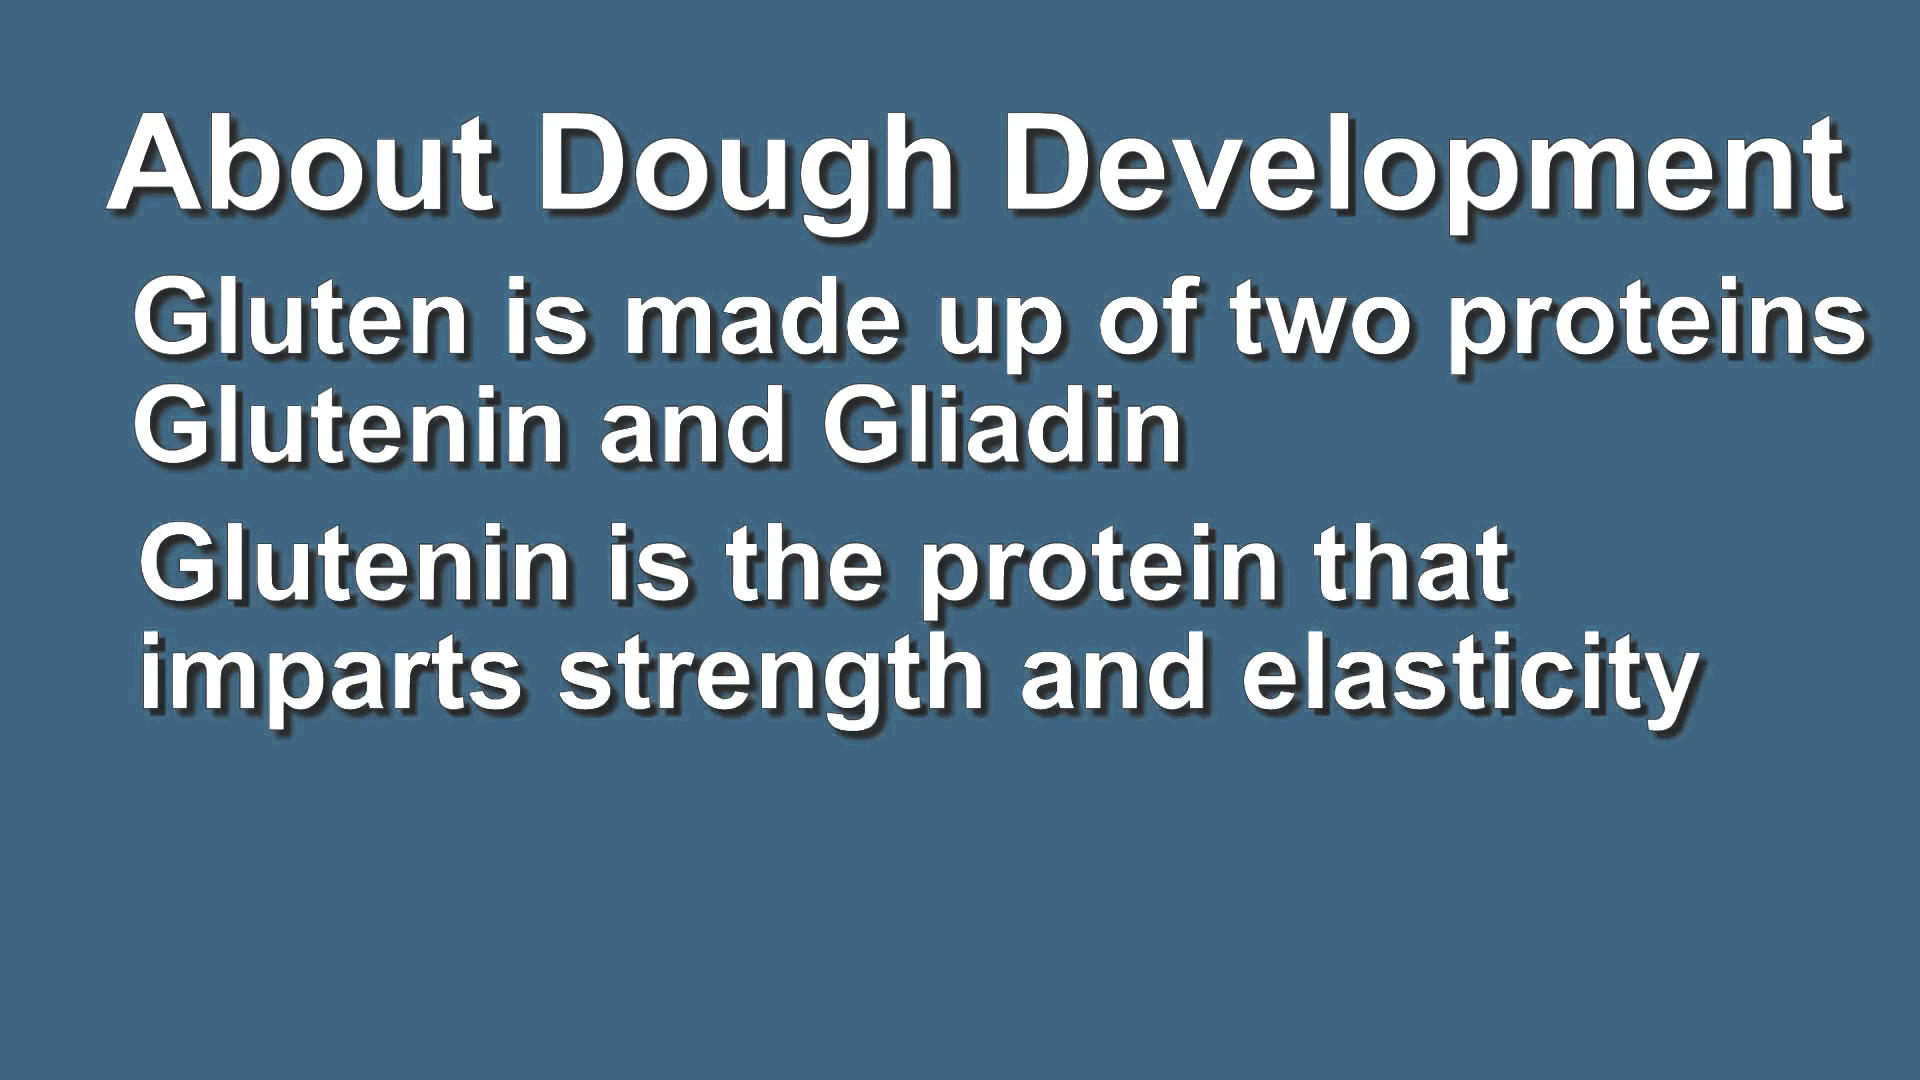 About Dough Development
Gluten is made up of two proteins
Glutenin and Gliadin
Glutenin is the protein that
imparts strength and elasticity